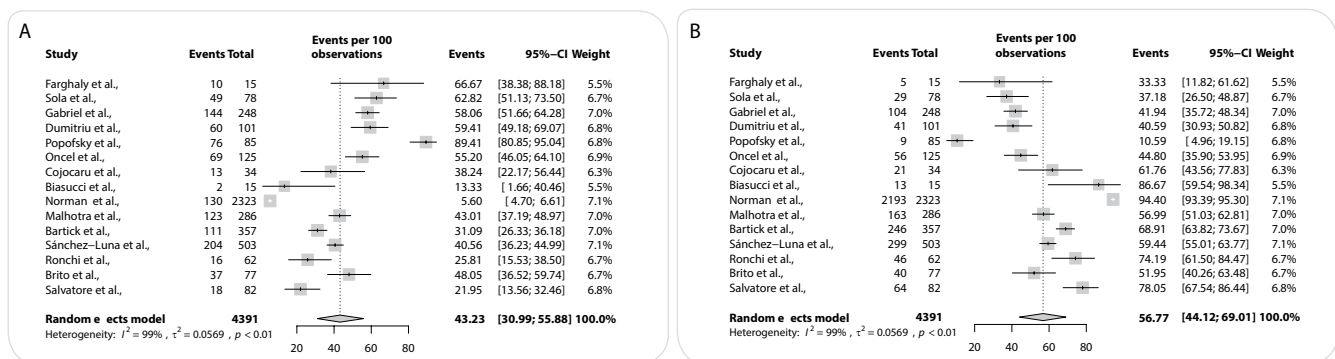 A
Events per 100
Study Events Total observations Events 95%−CI Weight
Farghaly et al., 10 15 66.67 [38.38; 88.18] 5.5%
Sola et al., 49 78 62.82 [51.13; 73.50] 6.7%
Gabriel et al., 144 248 58.06 [51.66; 64.28] 7.0%
Dumitriu et al., 60 101 59.41 [49.18; 69.07] 6.8%
Popofsky et al., 76 85 89.41 [80.85; 95.04] 6.8%
Oncel et al., 69 125 55.20 [46.05; 64.10] 6.9%
Cojocaru et al., 13 34 38.24 [22.17; 56.44] 6.3%
Biasucci et al., 2 15 13.33 [ 1.66; 40.46] 5.5%
Norman et al., 130 2323 5.60 [ 4.70; 6.61] 7.1%
Malhotra et al., 123 286 43.01 [37.19; 48.97] 7.0%
Bartick et al., 111 357 31.09 [26.33; 36.18] 7.0%
Sánchez−Luna et al., 204 503 40.56 [36.23; 44.99] 7.1%
Ronchi et al., 16 62 25.81 [15.53; 38.50] 6.7%
Brito et al., 37 77 48.05 [36.52; 59.74] 6.7%
Salvatore et al., 18 82 21.95 [13.56; 32.46] 6.8%
Random e ects model 4391 43.23 [30.99; 55.88] 100.0%
Heterogeneity: I² = 99% , τ² = 0.0569 , p < 0.01
20 40 60 80
B
Events per 100
Study Events Total observations Events 95%−CI Weight
Farghaly et al., 5 15 33.33 [11.82; 61.62] 5.5%
Sola et al., 29 78 37.18 [26.50; 48.87] 6.7%
Gabriel et al., 104 248 41.94 [35.72; 48.34] 7.0%
Dumitriu et al., 41 101 40.59 [30.93; 50.82] 6.8%
Popofsky et al., 9 85 10.59 [ 4.96; 19.15] 6.8%
Oncel et al., 56 125 44.80 [35.90; 53.95] 6.9%
Cojocaru et al., 21 34 61.76 [43.56; 77.83] 6.3%
Biasucci et al., 13 15 86.67 [59.54; 98.34] 5.5%
Norman et al., 2193 2323 94.40 [93.39; 95.30] 7.1%
Malhotra et al., 163 286 56.99 [51.03; 62.81] 7.0%
Bartick et al., 246 357 68.91 [63.82; 73.67] 7.0%
Sánchez−Luna et al., 299 503 59.44 [55.01; 63.77] 7.1%
Ronchi et al., 46 62 74.19 [61.50; 84.47] 6.7%
Brito et al., 40 77 51.95 [40.26; 63.48] 6.7%
Salvatore et al., 64 82 78.05 [67.54; 86.44] 6.8%
Random e ects model 4391 56.77 [44.12; 69.01] 100.0%
Heterogeneity: I² = 99% , τ² = 0.0569 , p < 0.01
20 40 60 80